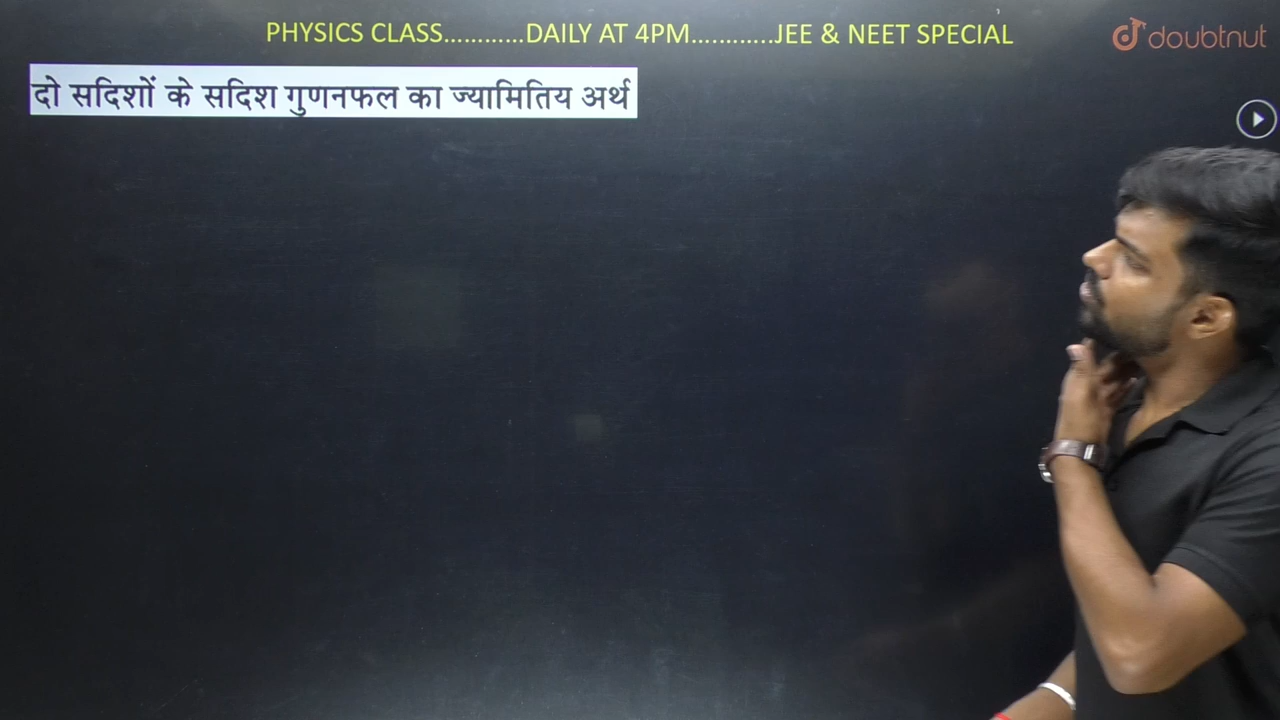 PHYSICS CLASS............DAILY AT 4PM............JEE & NEET SPECIAL
doubtnut
दो सदिशों के सदिश गुणनफल का ज्यामितिय अर्थ